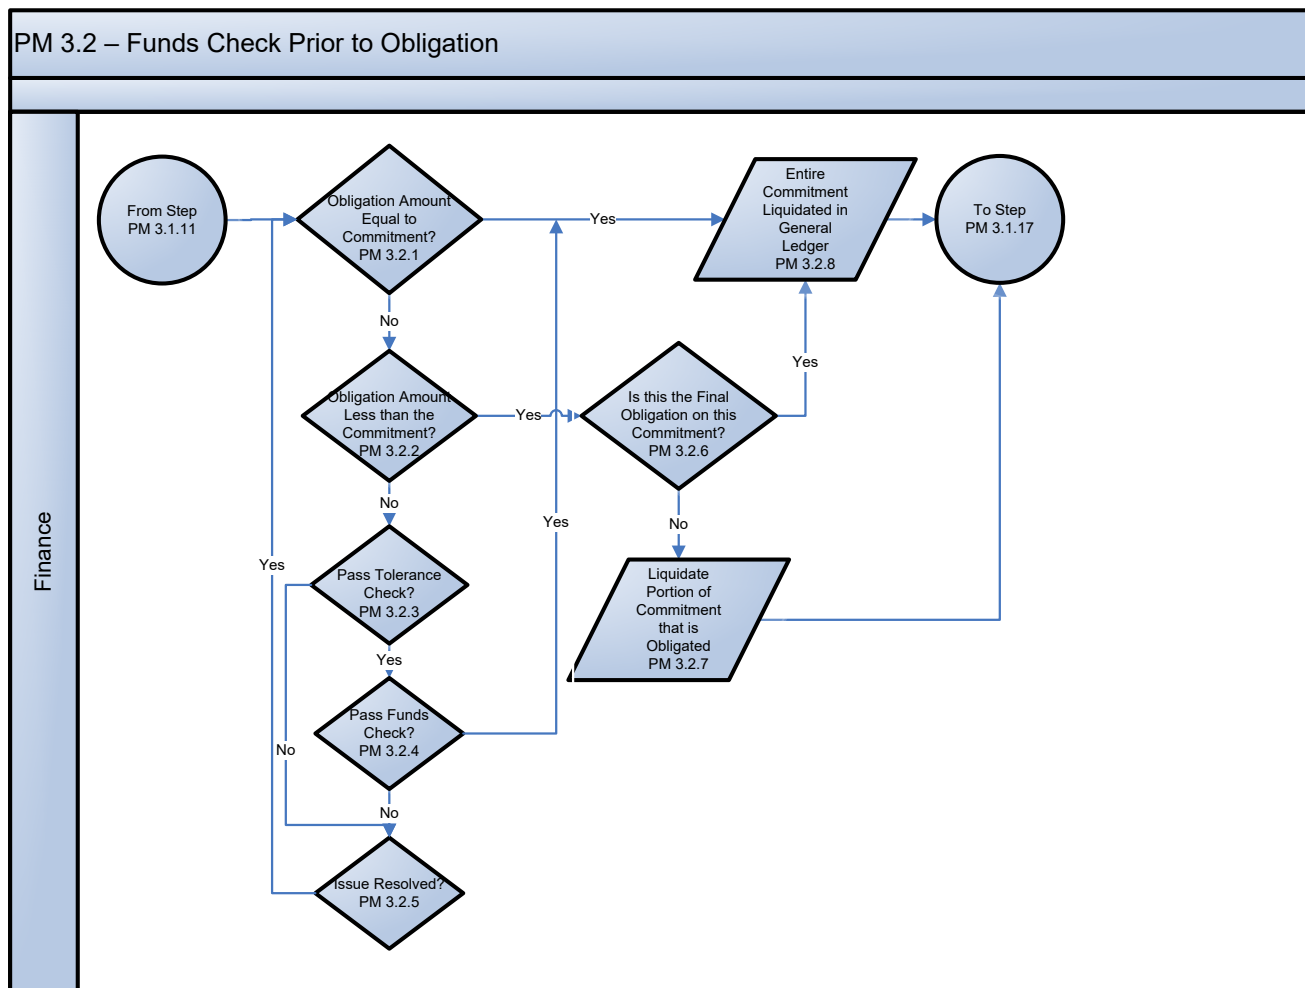 PM 3.2 – Funds Check Prior to Obligation
Finance
From Step
PM 3.1.11
Obligation Amount
Equal to
Commitment?
PM 3.2.1
Yes
Entire
Commitment
Liquidated in
General
Ledger
PM 3.2.8
To Step
PM 3.1.17
No
Obligation Amount
Less than the
Commitment?
PM 3.2.2
Yes
Is this the Final
Obligation on this
Commitment?
PM 3.2.6
Yes
No
No
Liquidate
Portion of
Commitment
that is
Obligated
PM 3.2.7
Pass Tolerance
Check?
PM 3.2.3
Yes
Yes
Yes
Pass Funds
Check?
PM 3.2.4
No
No
Issue Resolved?
PM 3.2.5